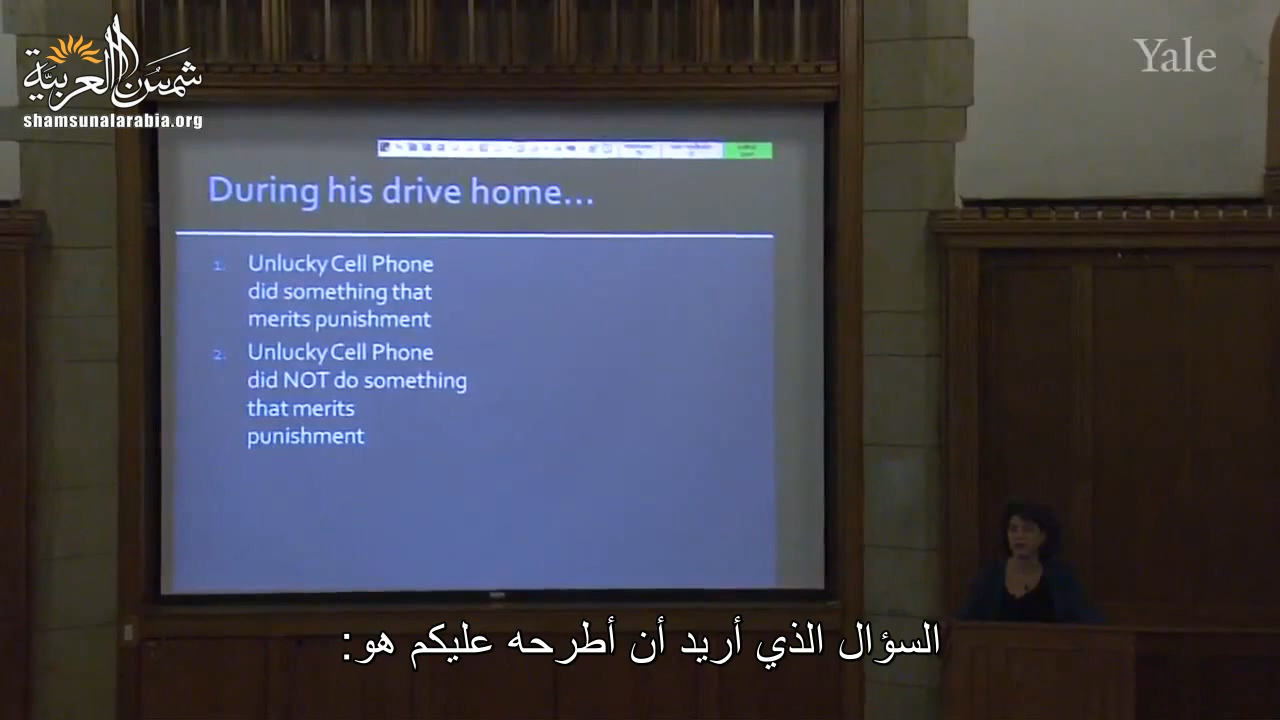 شمس العربية
shamsunalarabia.org
Yale
During his drive home...
1. Unlucky Cell Phone
did something that
merits punishment
2. Unlucky Cell Phone
did NOT do something
that merits
punishment
السؤال الذي أريد أن أطرحه عليكم هو: